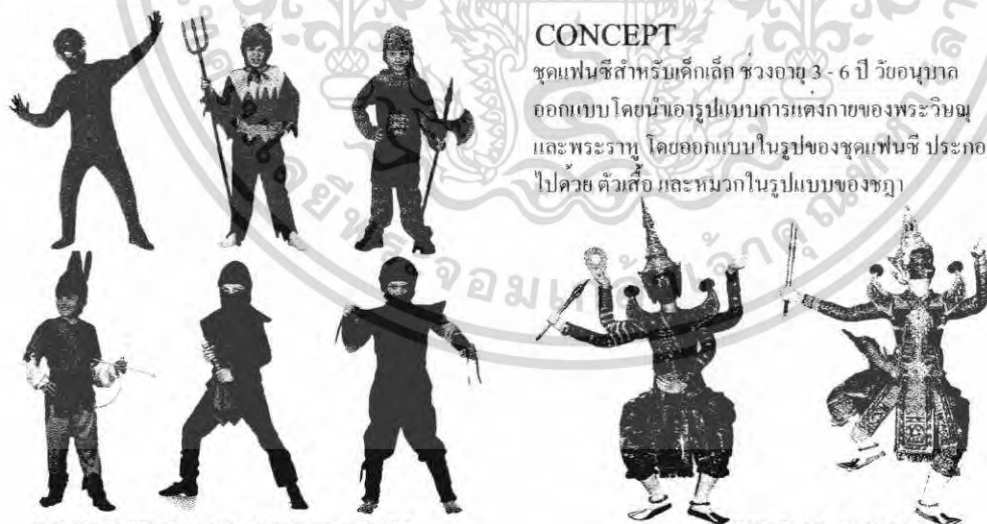 CONCEPT
ชุดแฟนซีสำหรับเด็กเล็ก ช่วงอายุ 3 - 6 ปี วัยอนุบาล
ออกแบบโดยนำเอารูปแบบการแต่งกายของพระวิษณุ
และพระราหู โดยออกแบบในรูปของชุดแฟนซี ประกอ
ไปด้วย ตัวเสื้อ และหมวกในรูปแบบของชฎา